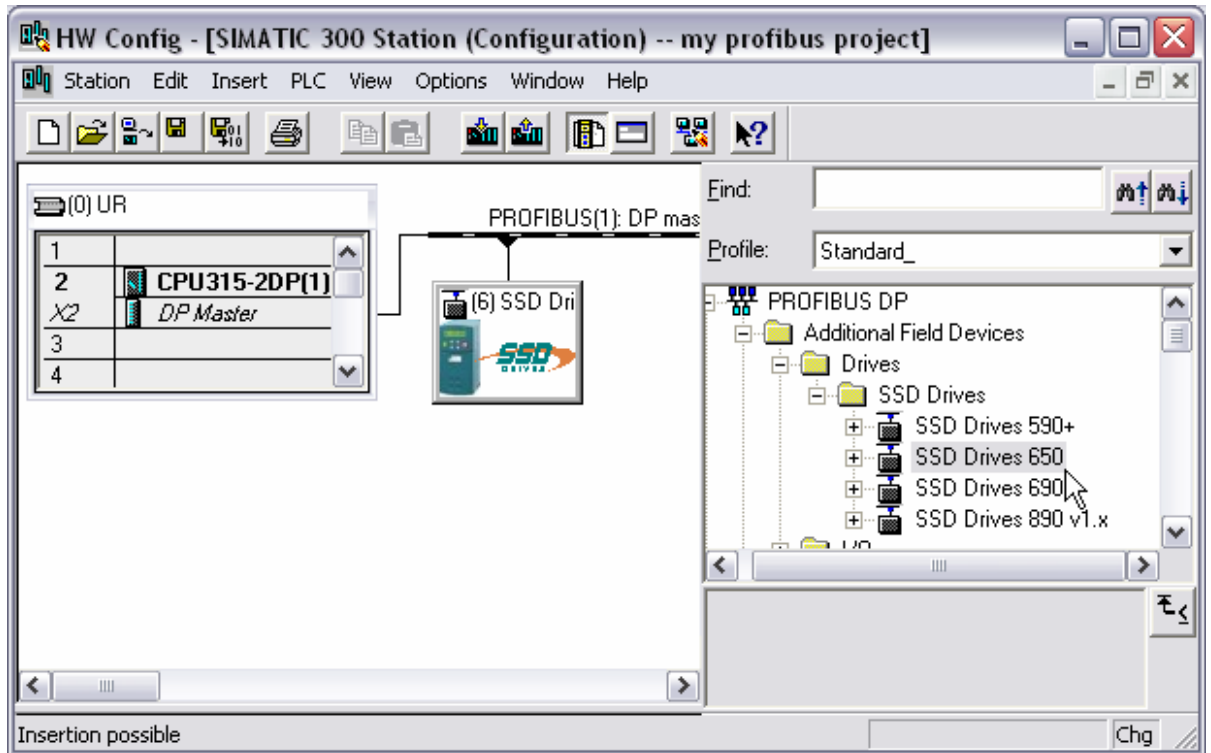 HW Config - [SIMATIC 300 Station (Configuration) -- my profibus project]
Station Edit Insert PLC View Options Window Help
(0) UR
1
2 CPU315-2DP(1)
X2 DP Master
3
4
PROFIBUS(1): DP mas
(6) SSD Dri
SSD
DRIVES
Find:
Profile: Standard_
PROFIBUS DP
Additional Field Devices
Drives
SSD Drives
SSD Drives 590+
SSD Drives 650
SSD Drives 690
SSD Drives 890 v1.x
Insertion possible
Chg